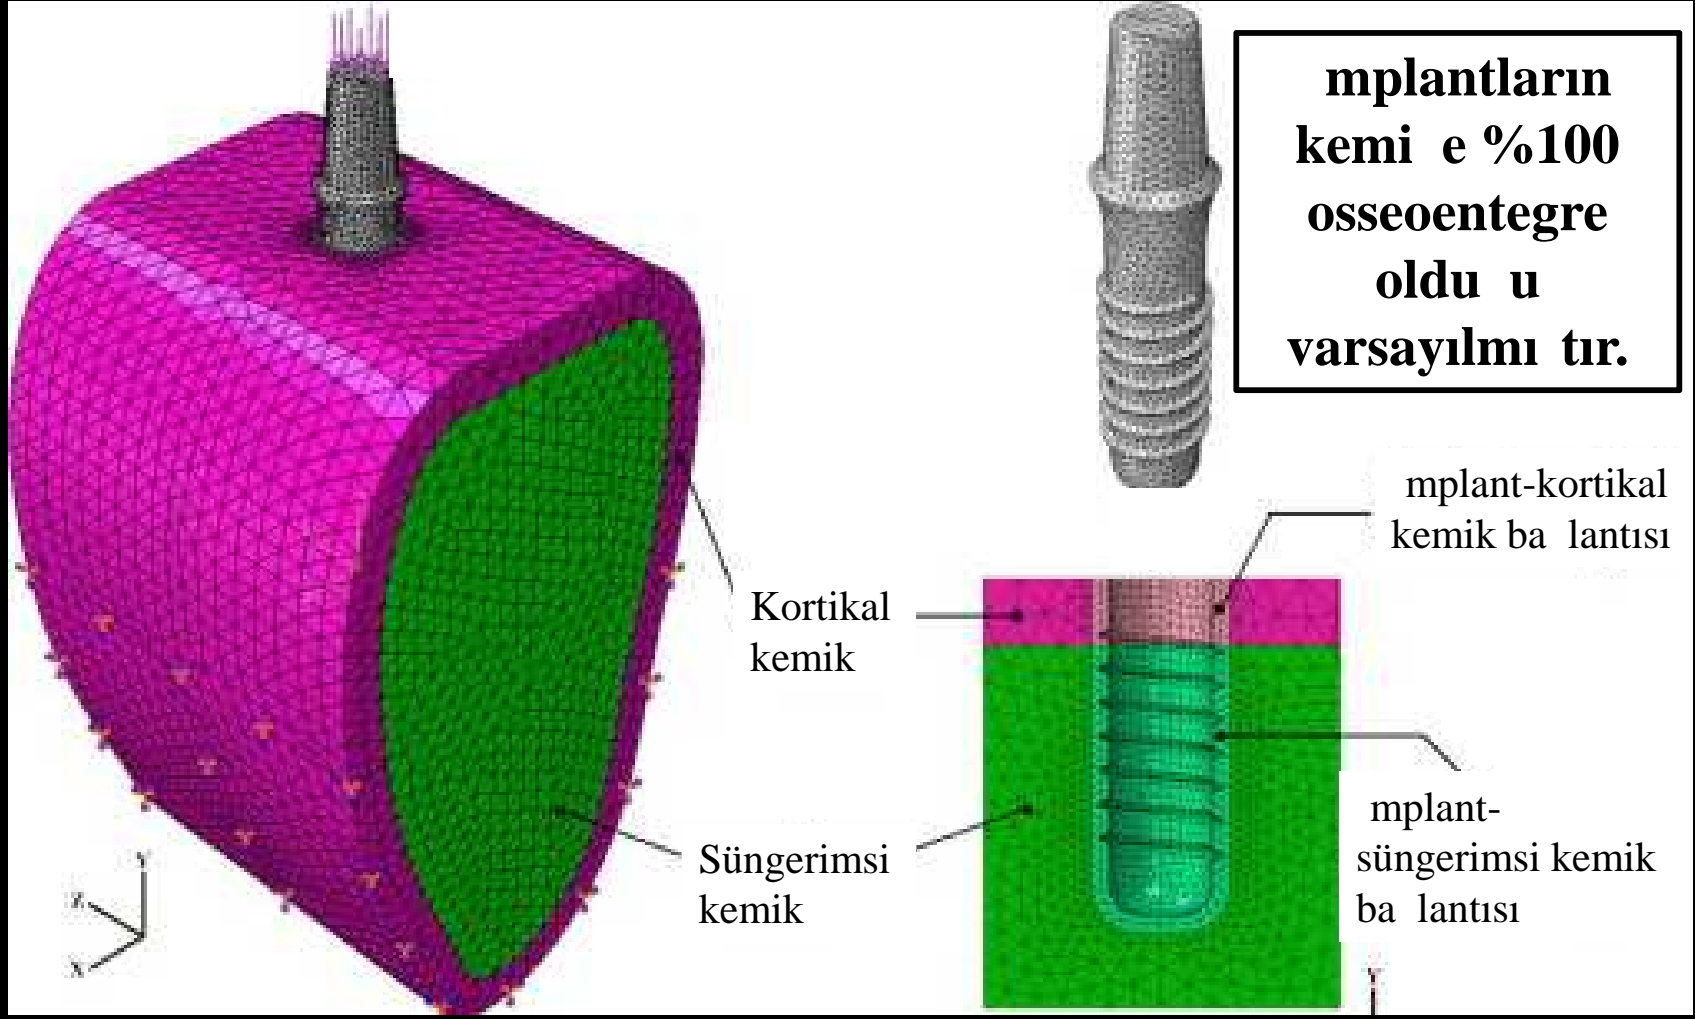 mplantların
kemi e %100
osseoentegre
oldu u
varsayılmı tır.
mplant-kortikal
kemik ba lantısı
Kortikal
kemik
mplant-
süngerimsi kemik
ba lantısı
Süngerimsi
kemik
Y
Z
X
Y